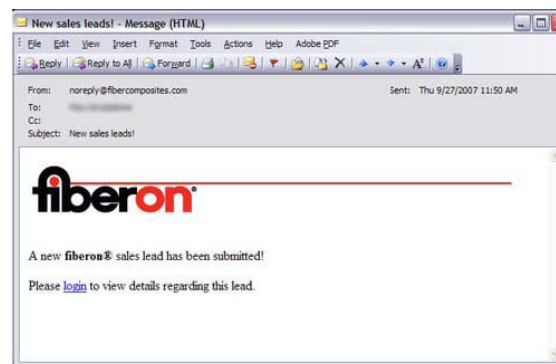 New sales leads! - Message (HTML)
File Edit View Insert Format Tools Actions Help Adobe PDF
Reply Reply to All Forward
From: noreply@fibercomposites.com Sent: Thu 9/27/2007 11:50 AM
To:
Cc:
Subject: New sales leads!
fiberon®
A new fiberon® sales lead has been submitted!
Please login to view details regarding this lead.